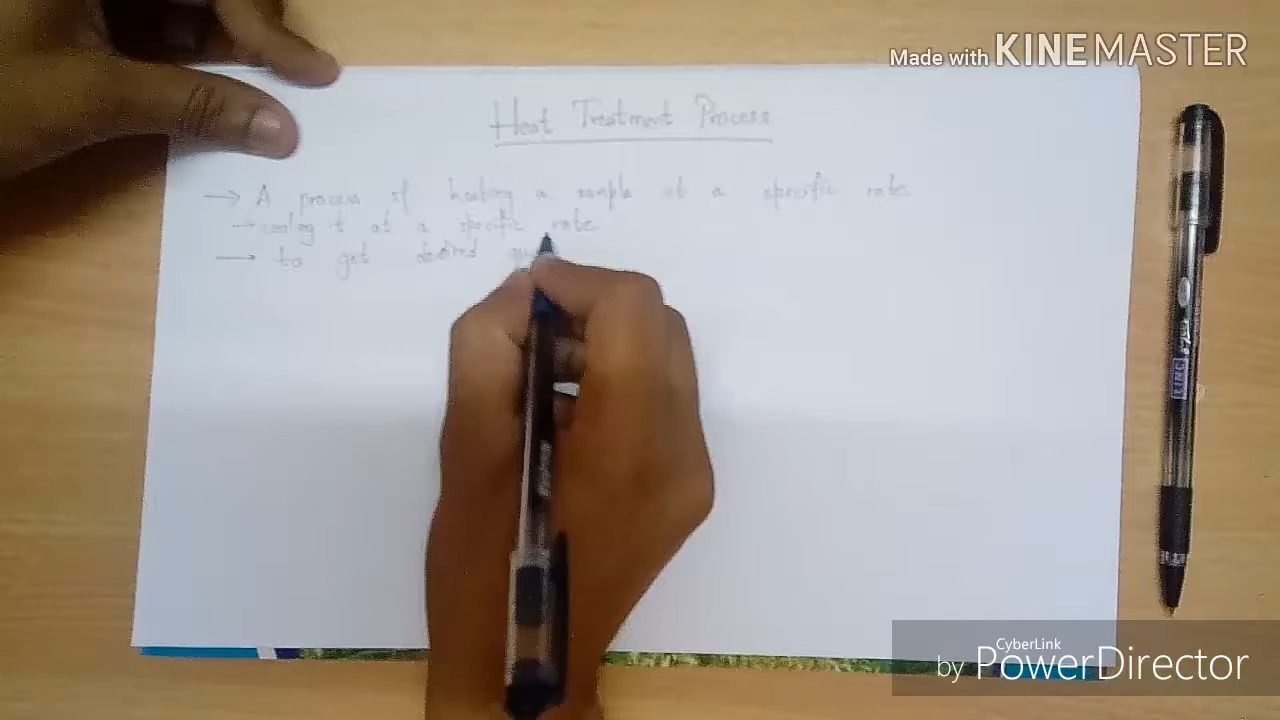 Made with KINEMASTER
Heat Treatment Process
→ A process of heating a sample at a specific rate
→ cooling t at a specific rate
→ to get desired
CyberLink
by PowerDirector